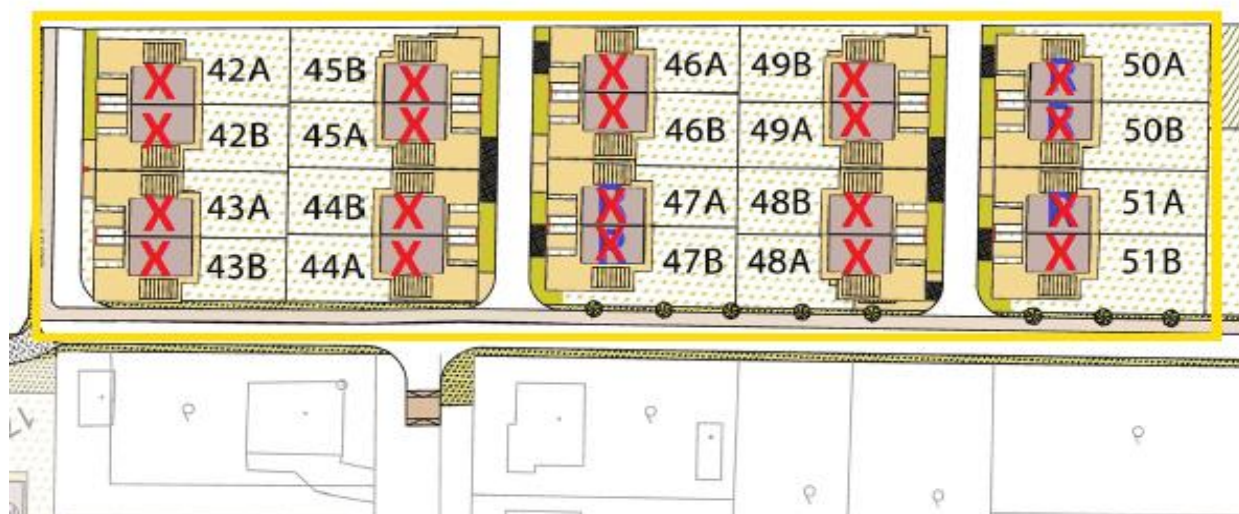 42A 45B X X X 46A 49B X X 50A
X 42B 45A X X 46B 49A X X 50B
X 43A 44B X X 47A 48B X X 51A
X 43B 44A X X 47B 48A X X 51B